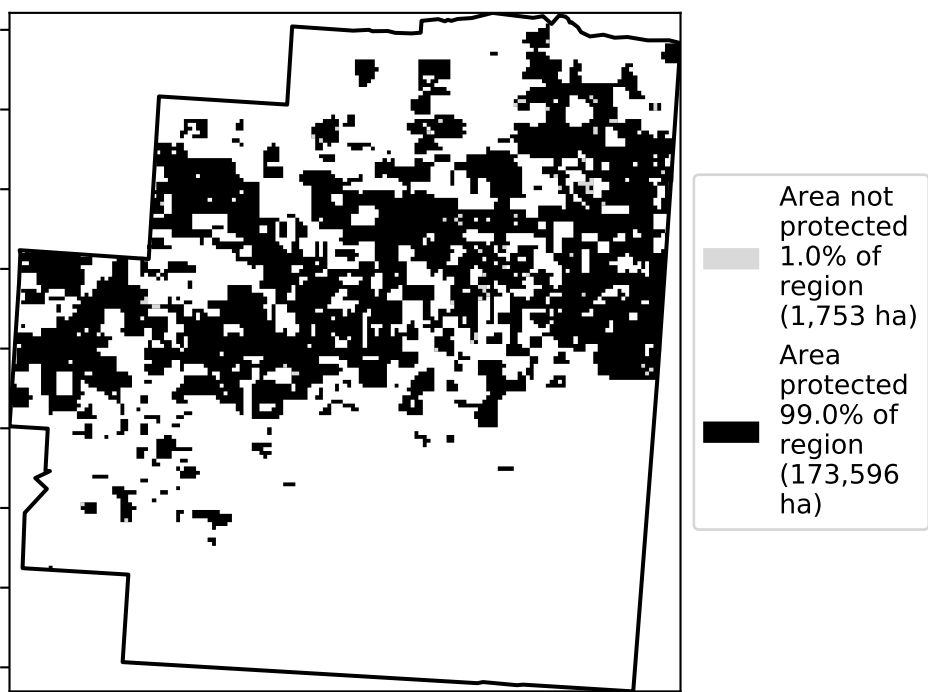 Area not
protected
1.0% of
region
(1,753 ha)
Area
protected
99.0% of
region
(173,596
ha)